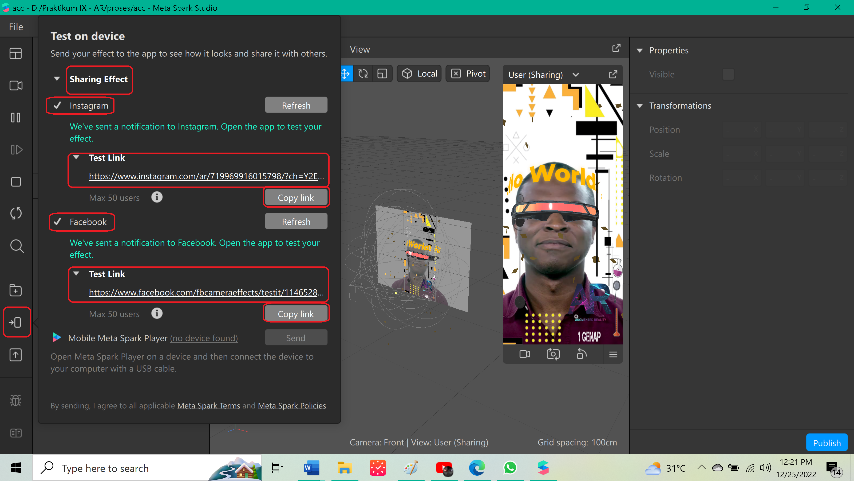 acc - D:/Praktikum IX - AR/proses/acc - Meta Spark Studio
File
Test on device
Send your effect to the app to see how it looks and share it with others.
Sharing Effect
Instagram
Refresh
We've sent a notification to Instagram. Open the app to test your
effect.
Test Link
https://www.instagram.com/ar/719969916015798/?ch=Y2E...
Max 50 users
Copy link
Facebook
Refresh
We've sent a notification to Facebook. Open the app to test your
effect.
Test Link
https://www.facebook.com/fbcameraeffects/testit/1146528...
Max 50 users
Copy link
Mobile Meta Spark Player (no device found)
Send
Open Meta Spark Player on a device and then connect the device to
your computer with a USB cable.
By sending, I agree to all applicable Meta Spark Terms and Meta Spark Policies
View
Local
Pivot
User (Sharing)
World
World
1 GENAP
Camera: Front | View: User (Sharing)
Grid spacing: 100cm
Properties
Visible
Transformations
Position
Scale
Rotation
Publish
Type here to search
31°C
12:21 PM
12/25/2022
14